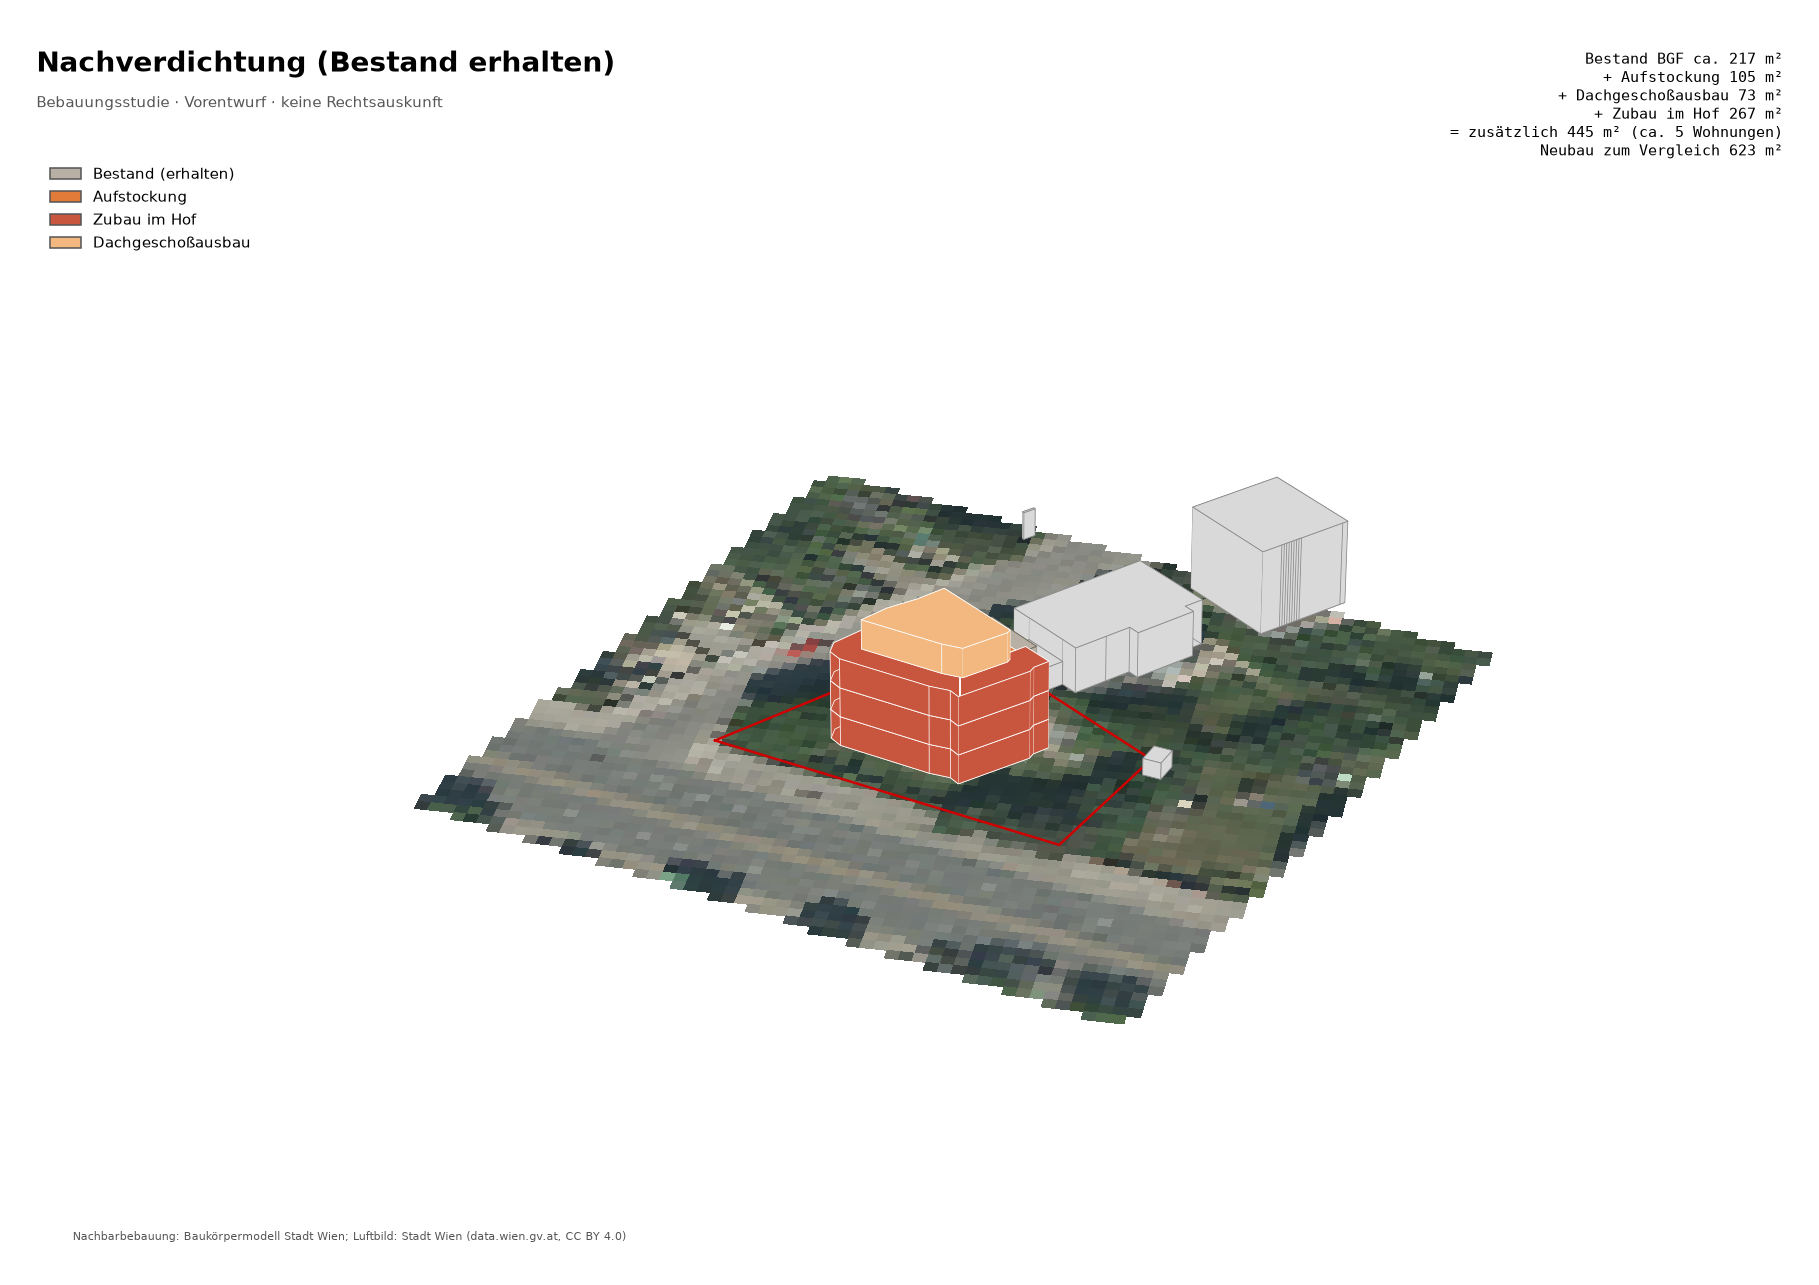 Nachverdichtung (Bestand erhalten)
Bebauungsstudie · Vorentwurf · keine Rechtsauskunft
Bestand BGF ca. 217 m²
+ Aufstockung 105 m²
+ Dachgeschoßausbau 73 m²
+ Zubau im Hof 267 m²
= zusätzlich 445 m² (ca. 5 Wohnungen)
Neubau zum Vergleich 623 m²
Bestand (erhalten)
Aufstockung
Zubau im Hof
Dachgeschoßausbau
Nachbarbebauung: Baukörpermodell Stadt Wien; Luftbild: Stadt Wien (data.wien.gv.at, CC BY 4.0)